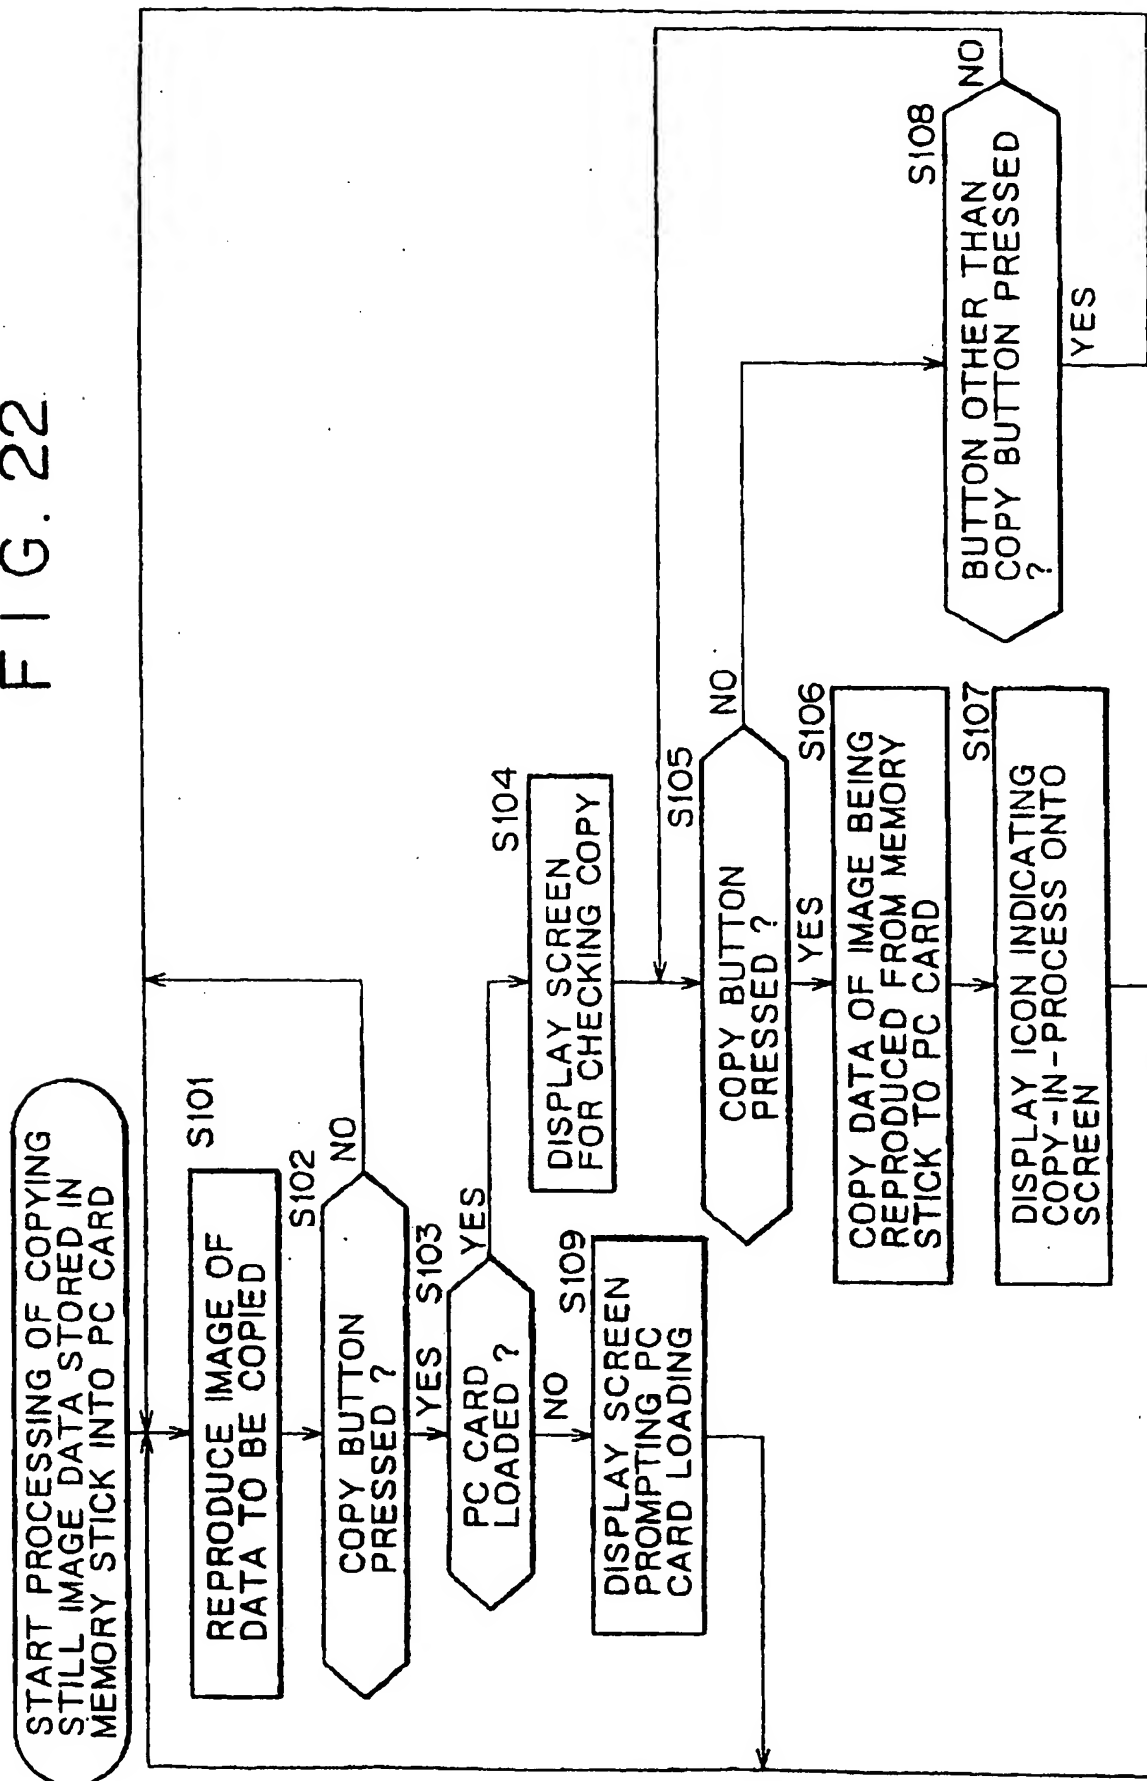 FIG. 22
START PROCESSING OF COPYING
STILL IMAGE DATA STORED IN
MEMORY STICK INTO PC CARD
S101
REPRODUCE IMAGE OF
DATA TO BE COPIED
S102
COPY BUTTON
PRESSED ?
NO
YES
S103
PC CARD
LOADED ?
YES
NO
S109
DISPLAY SCREEN
PROMPTING PC
CARD LOADING
S104
DISPLAY SCREEN
FOR CHECKING COPY
S105
COPY BUTTON
PRESSED ?
NO
YES
S106
COPY DATA OF IMAGE BEING
REPRODUCED FROM MEMORY
STICK TO PC CARD
S107
DISPLAY ICON INDICATING
COPY-IN-PROCESS ONTO
SCREEN
S108
BUTTON OTHER THAN
COPY BUTTON PRESSED
?
NO
YES